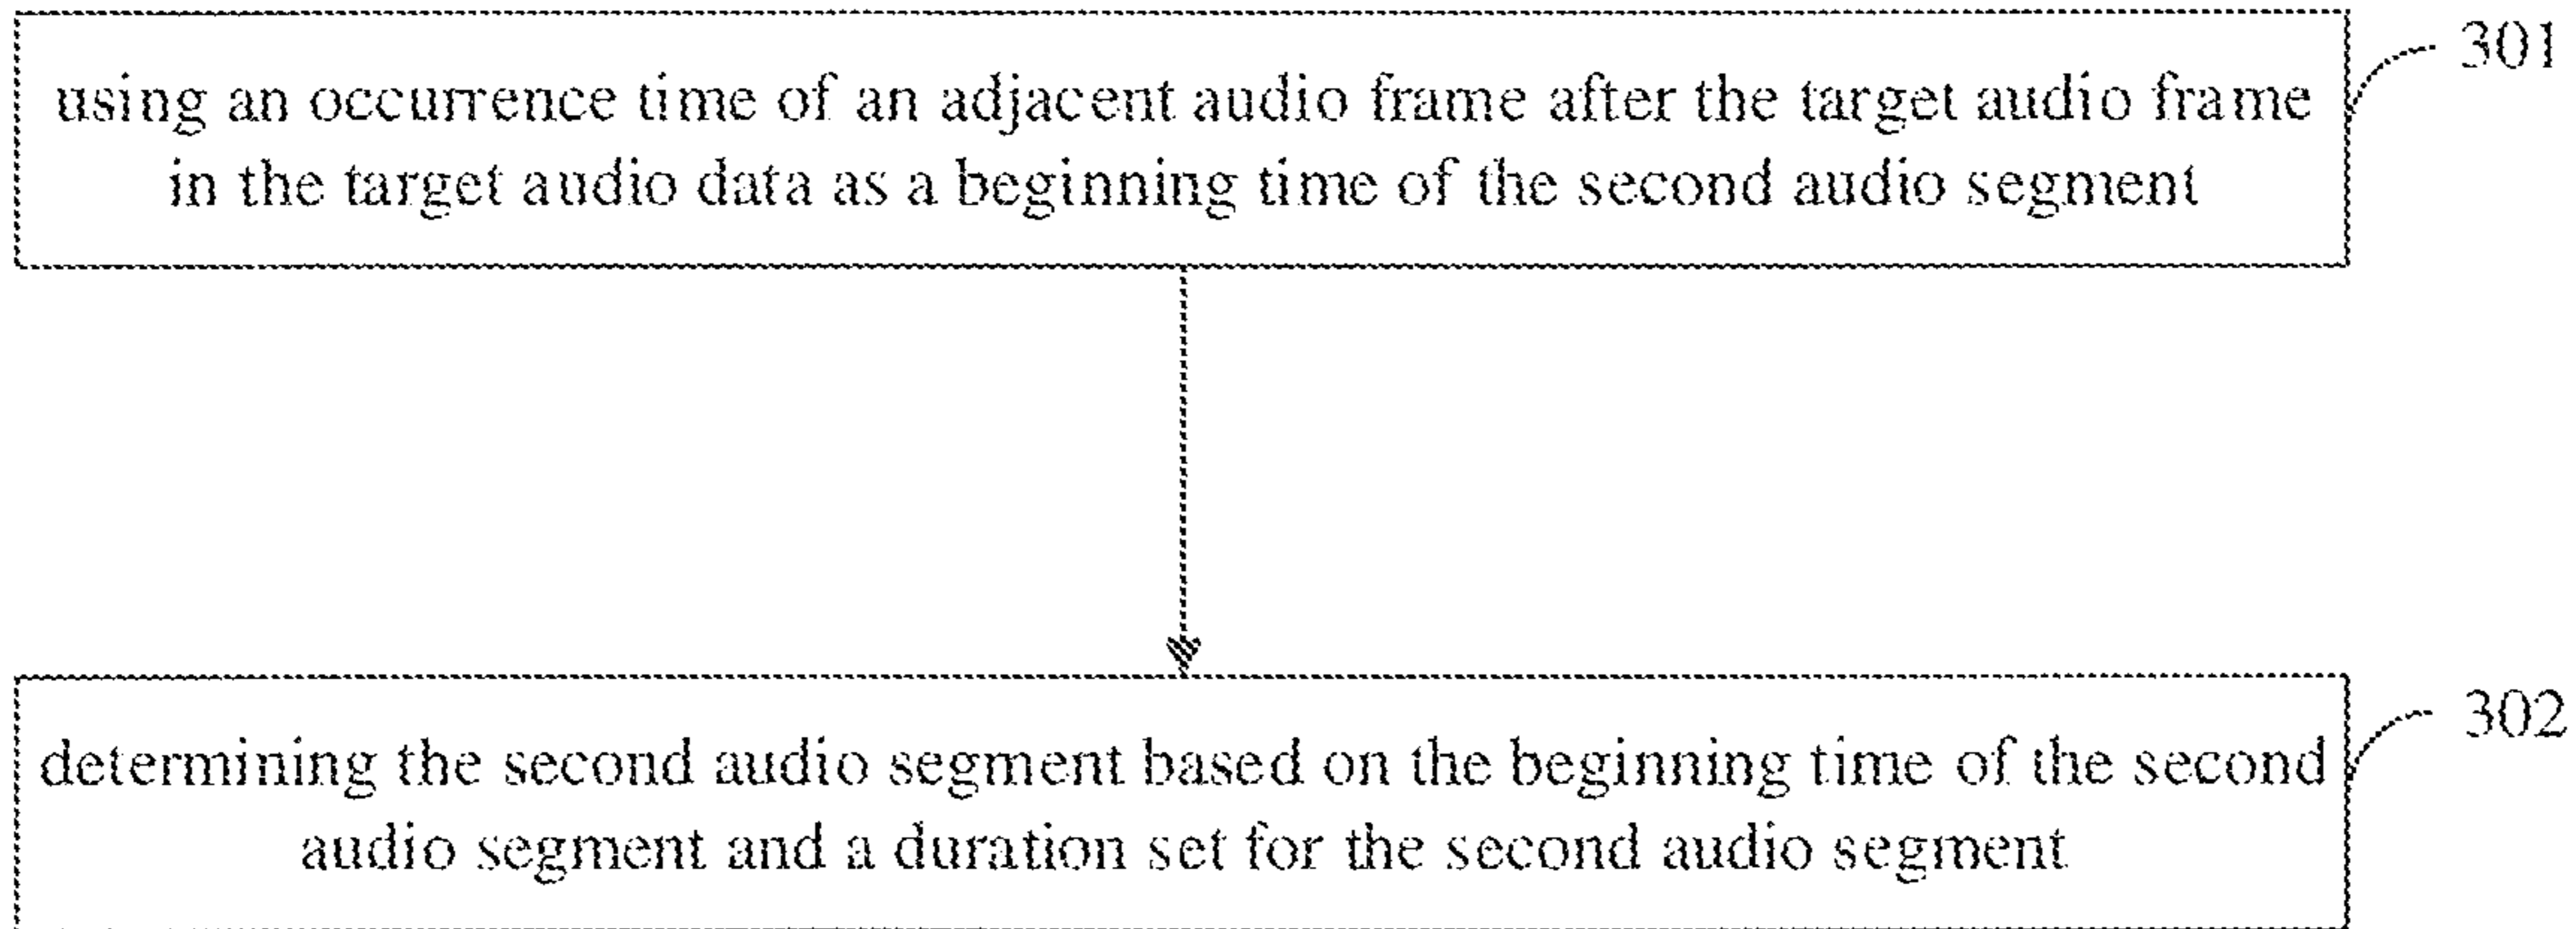 301
using an occurrence time of an adjacent audio frame after the target audio frame
in the target audio data as a beginning time of the second audio segment
302
determining the second audio segment based on the beginning time of the second
audio segment and a duration set for the second audio segment